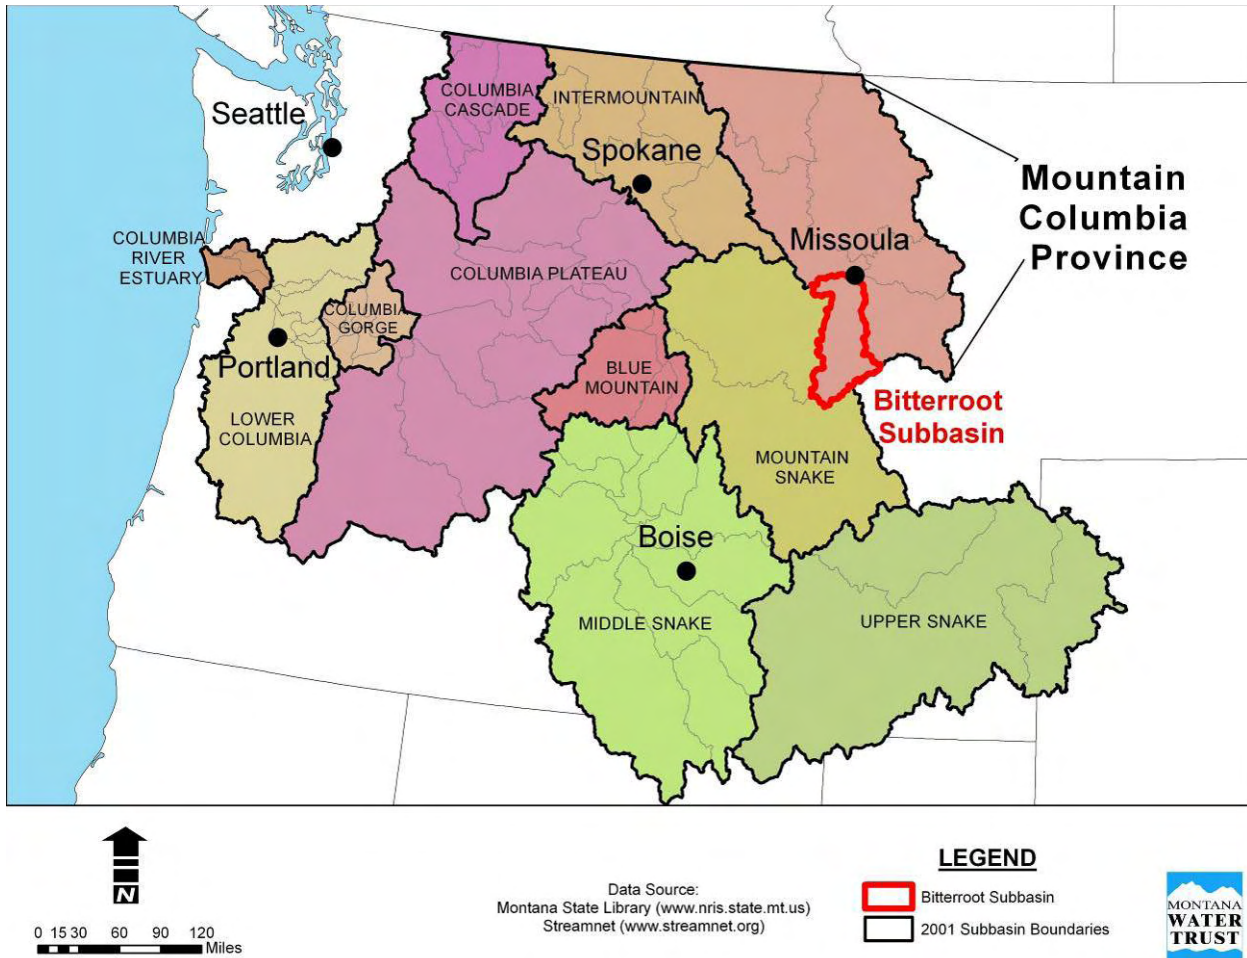 Seattle
COLUMBIA
CASCADE
INTERMOUNTAIN
Spokane
Mountain
Columbia
Province
COLUMBIA
RIVER
ESTUARY
Missoula
COLUMBIA PLATEAU
COLUMBIA
GORGE
Portland
BLUE
MOUNTAIN
LOWER
COLUMBIA
Bitterroot
Subbasin
MOUNTAIN
SNAKE
Boise
MIDDLE SNAKE
UPPER SNAKE
N
0 15 30 60 90 120
Miles
Data Source:
Montana State Library (www.nris.state.mt.us)
Streamnet (www.streamnet.org)
LEGEND
Bitterroot Subbasin
2001 Subbasin Boundaries
MONTANA
WATER
TRUST